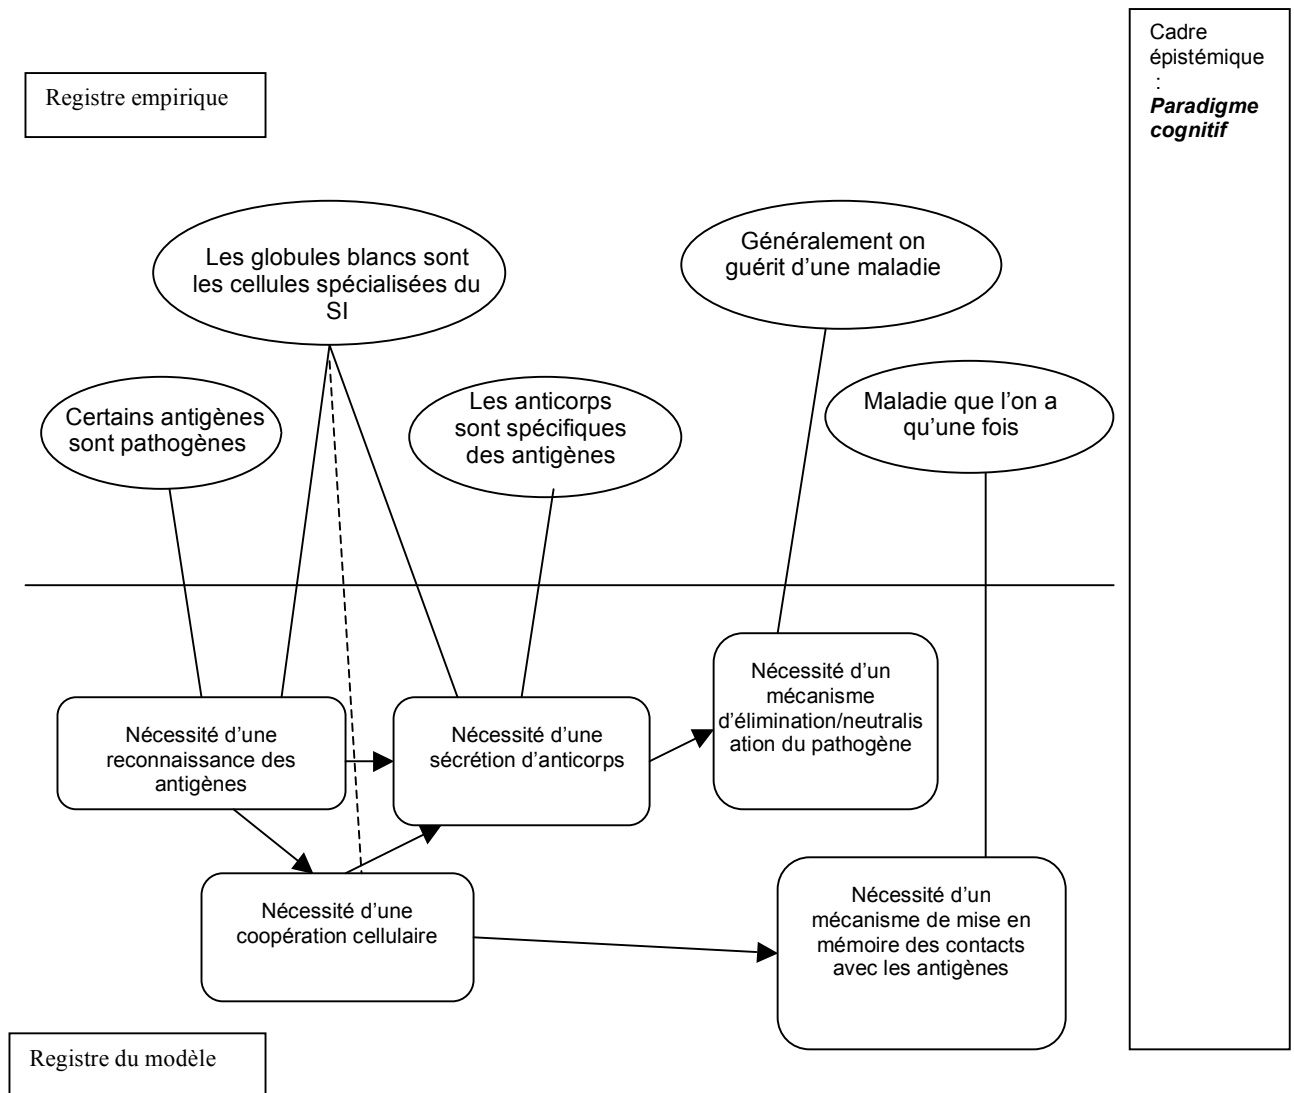 Cadre
épistémique
:
Paradigme
cognitif
Registre empirique
Les globules blancs sont
les cellules spécialisées du
SI
Généralement on
guérit d’une maladie
Certains antigènes
sont pathogènes
Les anticorps
sont spécifiques
des antigènes
Maladie que l’on a
qu’une fois
Nécessité d’une
reconnaissance des
antigènes
Nécessité d’une
sécrétion d’anticorps
Nécessité d’un
mécanisme
d’élimination/neutralis
ation du pathogène
Nécessité d’une
coopération cellulaire
Nécessité d’un
mécanisme de mise en
mémoire des contacts
avec les antigènes
Registre du modèle